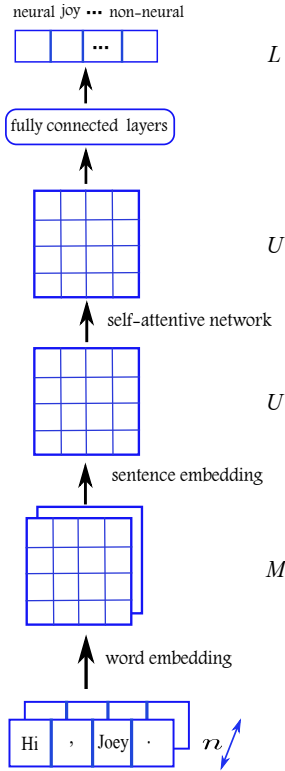 neural joy ... non-neural
...
L
fully connected layers
U
self-attentive network
U
sentence embedding
M
word embedding
Hi , Joey .
n